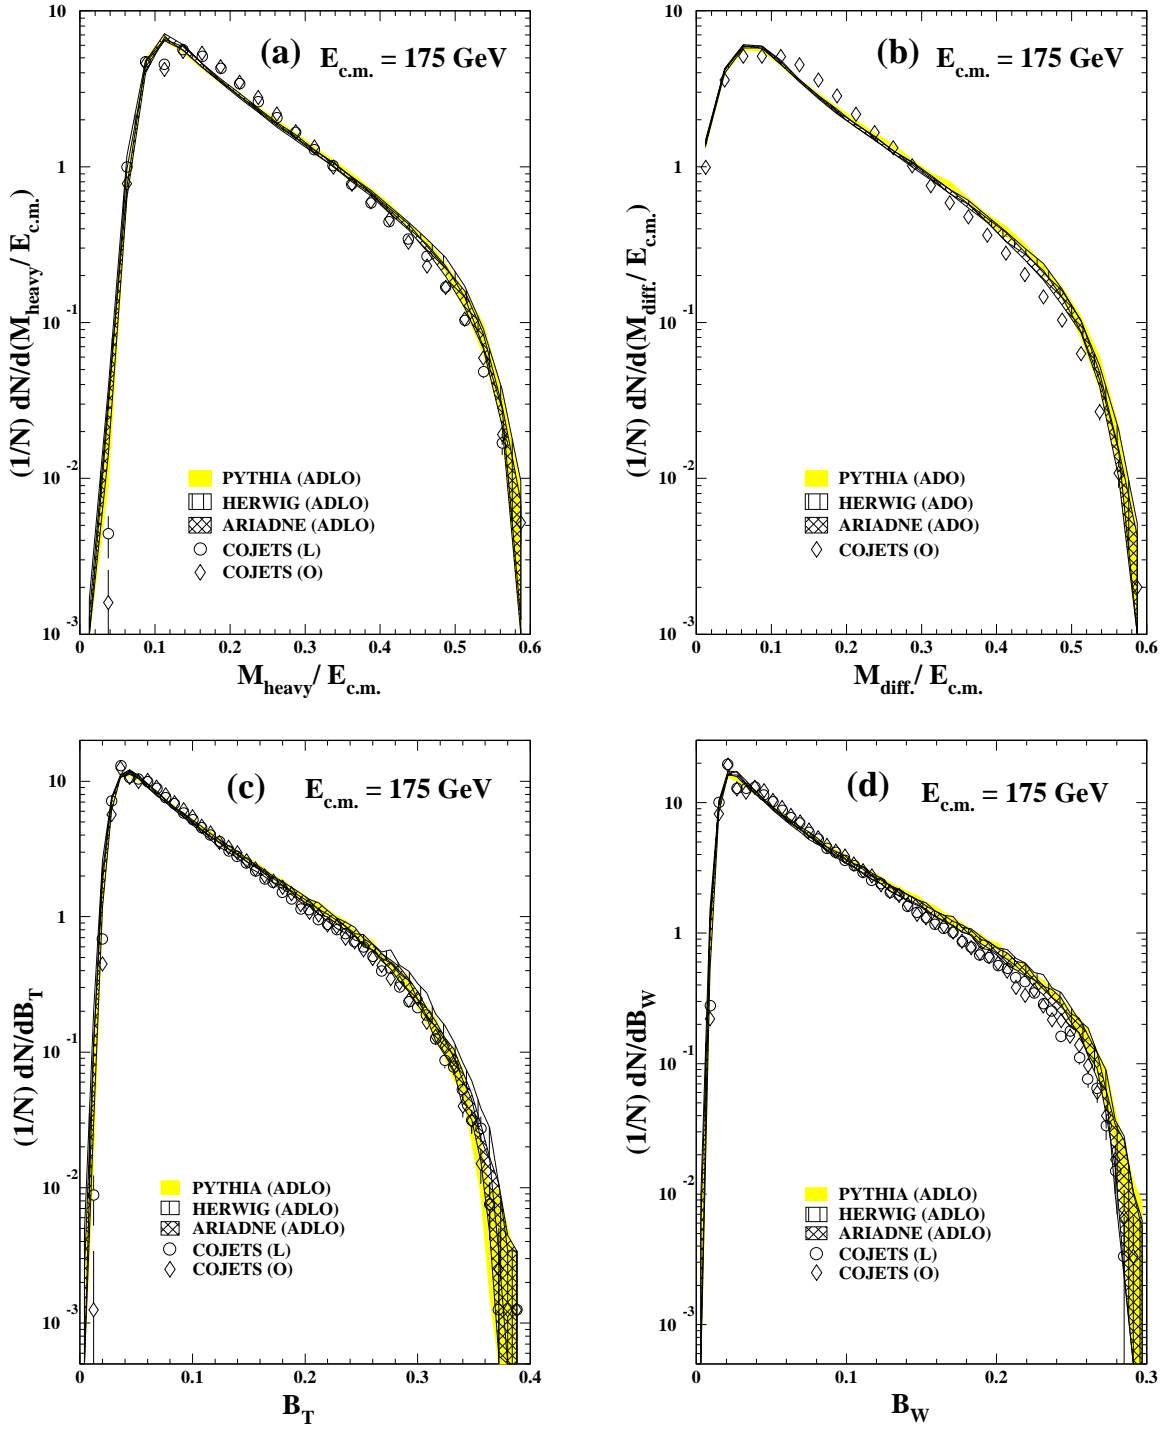 (a) E_c.m. = 175 GeV
(1/N) dN/d(M_heavy/ E_c.m.)
10
1
10^-1
10^-2
10^-3
PYTHIA (ADLO)
HERWIG (ADLO)
ARIADNE (ADLO)
COJETS (L)
COJETS (O)
0 0.1 0.2 0.3 0.4 0.5 0.6
M_heavy/ E_c.m.
(b) E_c.m. = 175 GeV
(1/N) dN/d(M_diff./ E_c.m.)
10
1
10^-1
10^-2
10^-3
PYTHIA (ADO)
HERWIG (ADO)
ARIADNE (ADO)
COJETS (O)
0 0.1 0.2 0.3 0.4 0.5 0.6
M_diff./ E_c.m.
(c) E_c.m. = 175 GeV
(1/N) dN/dB_T
10
1
10^-1
10^-2
10^-3
PYTHIA (ADLO)
HERWIG (ADLO)
ARIADNE (ADLO)
COJETS (L)
COJETS (O)
0 0.1 0.2 0.3 0.4
B_T
(d) E_c.m. = 175 GeV
(1/N) dN/dB_W
10
1
10^-1
10^-2
10^-3
PYTHIA (ADLO)
HERWIG (ADLO)
ARIADNE (ADLO)
COJETS (L)
COJETS (O)
0 0.1 0.2 0.3
B_W